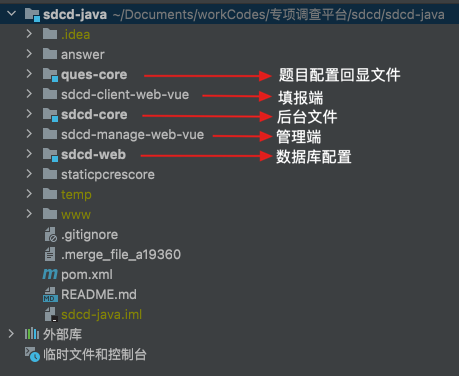 sdcd-java ~/Documents/workCodes/专项调查平台/sdcd/sdcd-java
.idea
answer
ques-core 题目配置回显文件
sdcd-client-web-vue 填报端
sdcd-core 后台文件
sdcd-manage-web-vue 管理端
sdcd-web 数据库配置
staticpcrescore
temp
www
.gitignore
.merge_file_a19360
pom.xml
README.md
sdcd-java.iml
外部库
临时文件和控制台